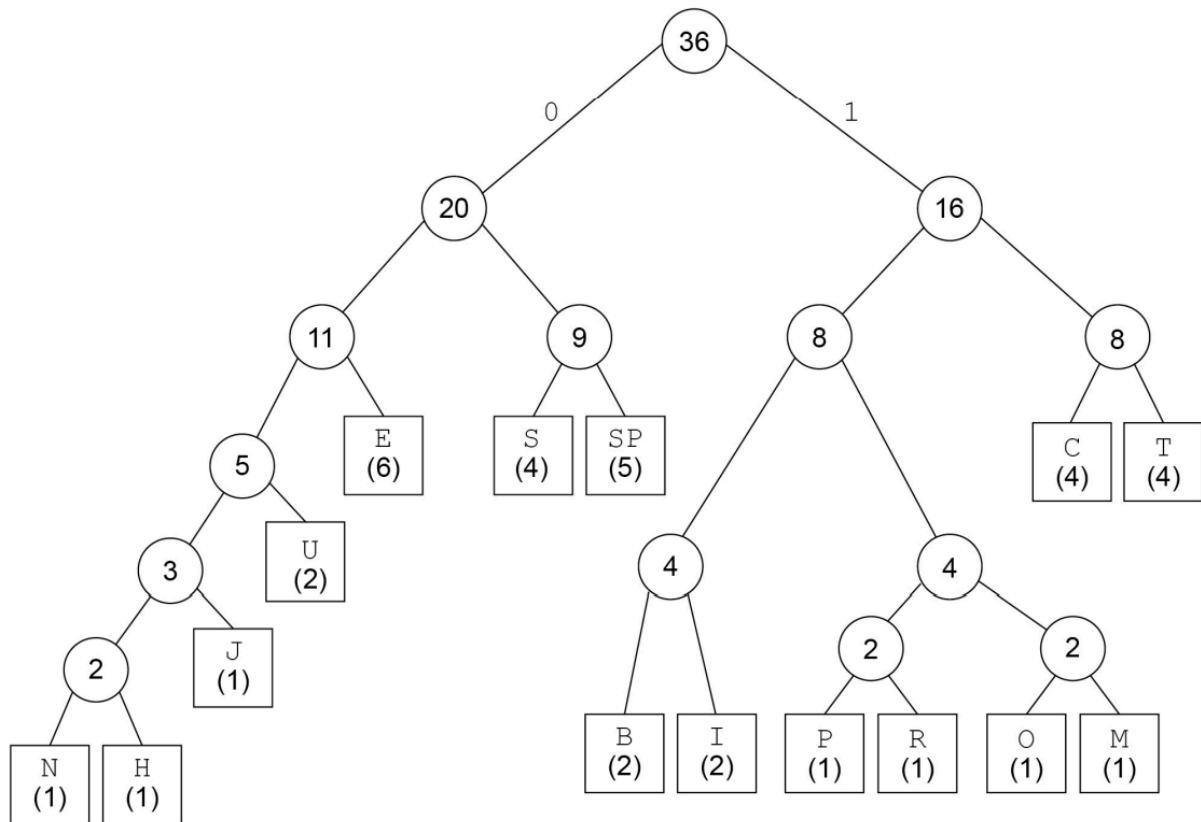 36
0 1
20 16
11 9 8 8
E S SP C T
(6) (4) (5) (4) (4)
5
U
(2)
3 4 4
J
(1)
2 2 2
B I P R O M
(2) (2) (1) (1) (1) (1)
N H
(1) (1)